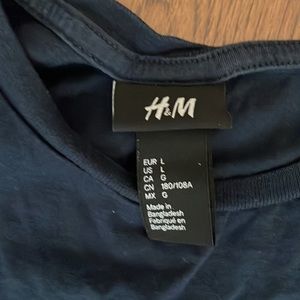 H&M
EUR L
US L
CA G
CN 180/108A
MX G
Made in
Bangladesh
Fabriqué en
Bangladesh